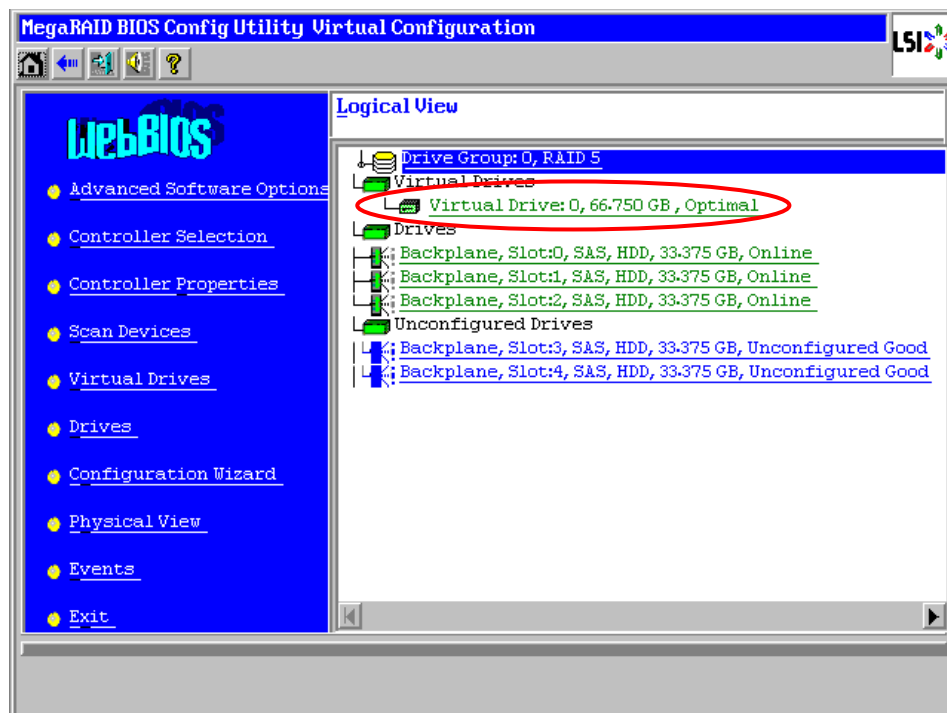 MegaRAID BIOS Config Utility Virtual Configuration
LSI
?
WebBIOS
Advanced Software Options
Controller Selection
Controller Properties
Scan Devices
Virtual Drives
Drives
Configuration Wizard
Physical View
Events
Exit
Logical View
Drive Group: 0, RAID 5
Virtual Drives
Virtual Drive: 0, 66.750 GB , Optimal
Drives
Backplane, Slot:0, SAS, HDD, 33.375 GB, Online
Backplane, Slot:1, SAS, HDD, 33.375 GB, Online
Backplane, Slot:2, SAS, HDD, 33.375 GB, Online
Unconfigured Drives
Backplane, Slot:3, SAS, HDD, 33.375 GB, Unconfigured Good
Backplane, Slot:4, SAS, HDD, 33.375 GB, Unconfigured Good